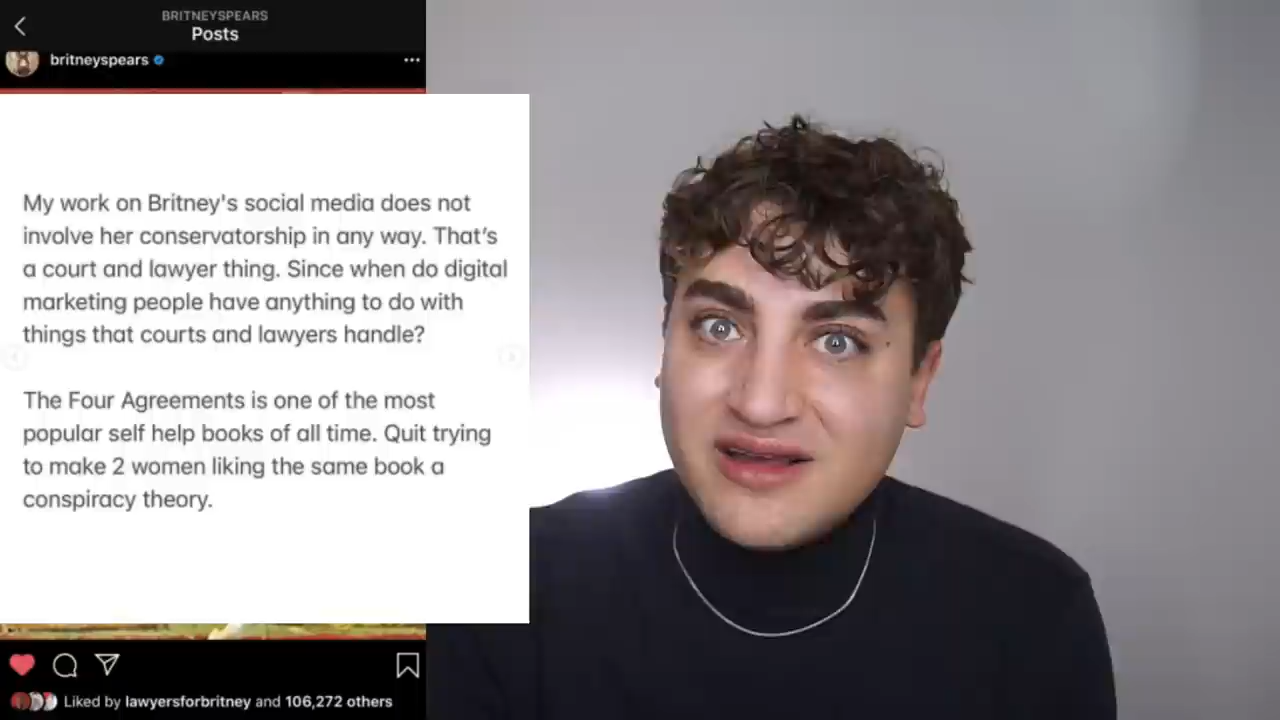 BRITNEYSPEARS
Posts
britneyspears
My work on Britney's social media does not
involve her conservatorship in any way. That's
a court and lawyer thing. Since when do digital
marketing people have anything to do with
things that courts and lawyers handle?
The Four Agreements is one of the most
popular self help books of all time. Quit trying
to make 2 women liking the same book a
conspiracy theory.
Liked by lawyersforbritney and 106,272 others